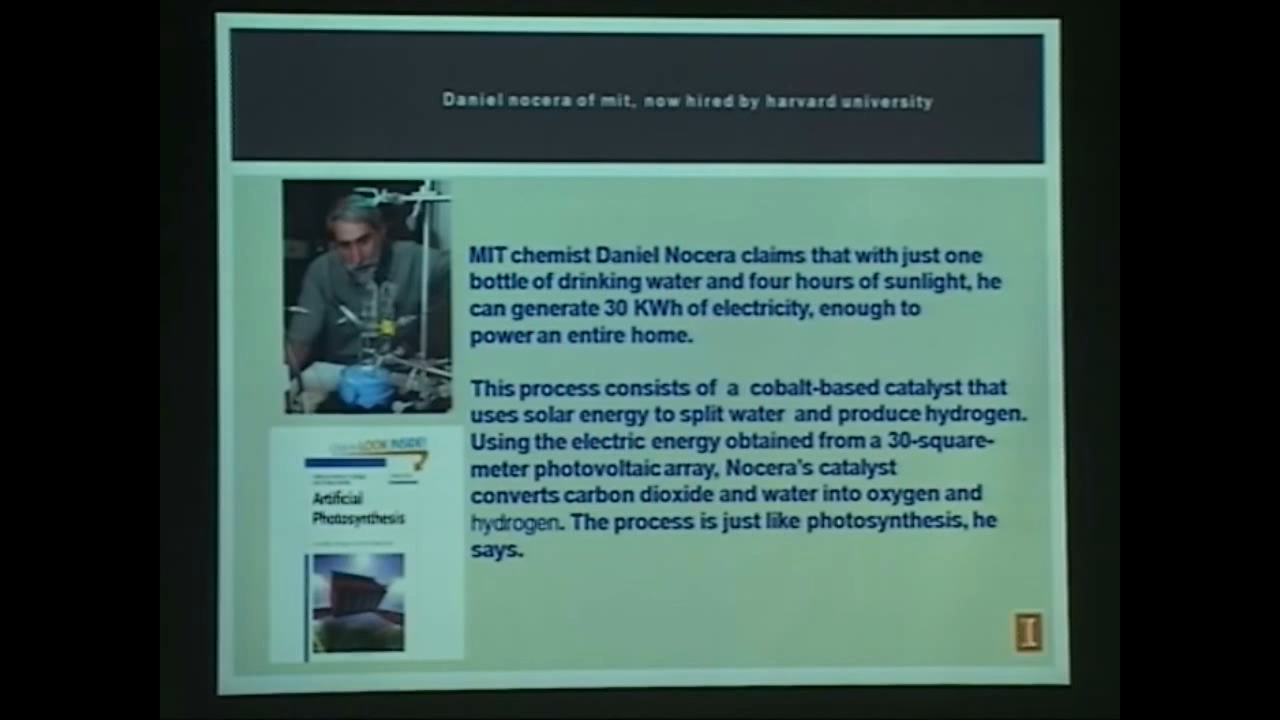 Daniel nocera of mit, now hired by harvard university
MIT chemist Daniel Nocera claims that with just one
bottle of drinking water and four hours of sunlight, he
can generate 30 KWh of electricity, enough to
power an entire home.
This process consists of a cobalt-based catalyst that
uses solar energy to split water and produce hydrogen.
Using the electric energy obtained from a 30-square-
meter photovoltaic array, Nocera's catalyst
converts carbon dioxide and water into oxygen and
hydrogen. The process is just like photosynthesis, he
says.
LOOK INSIDE!
Artificial
Photosynthesis
I